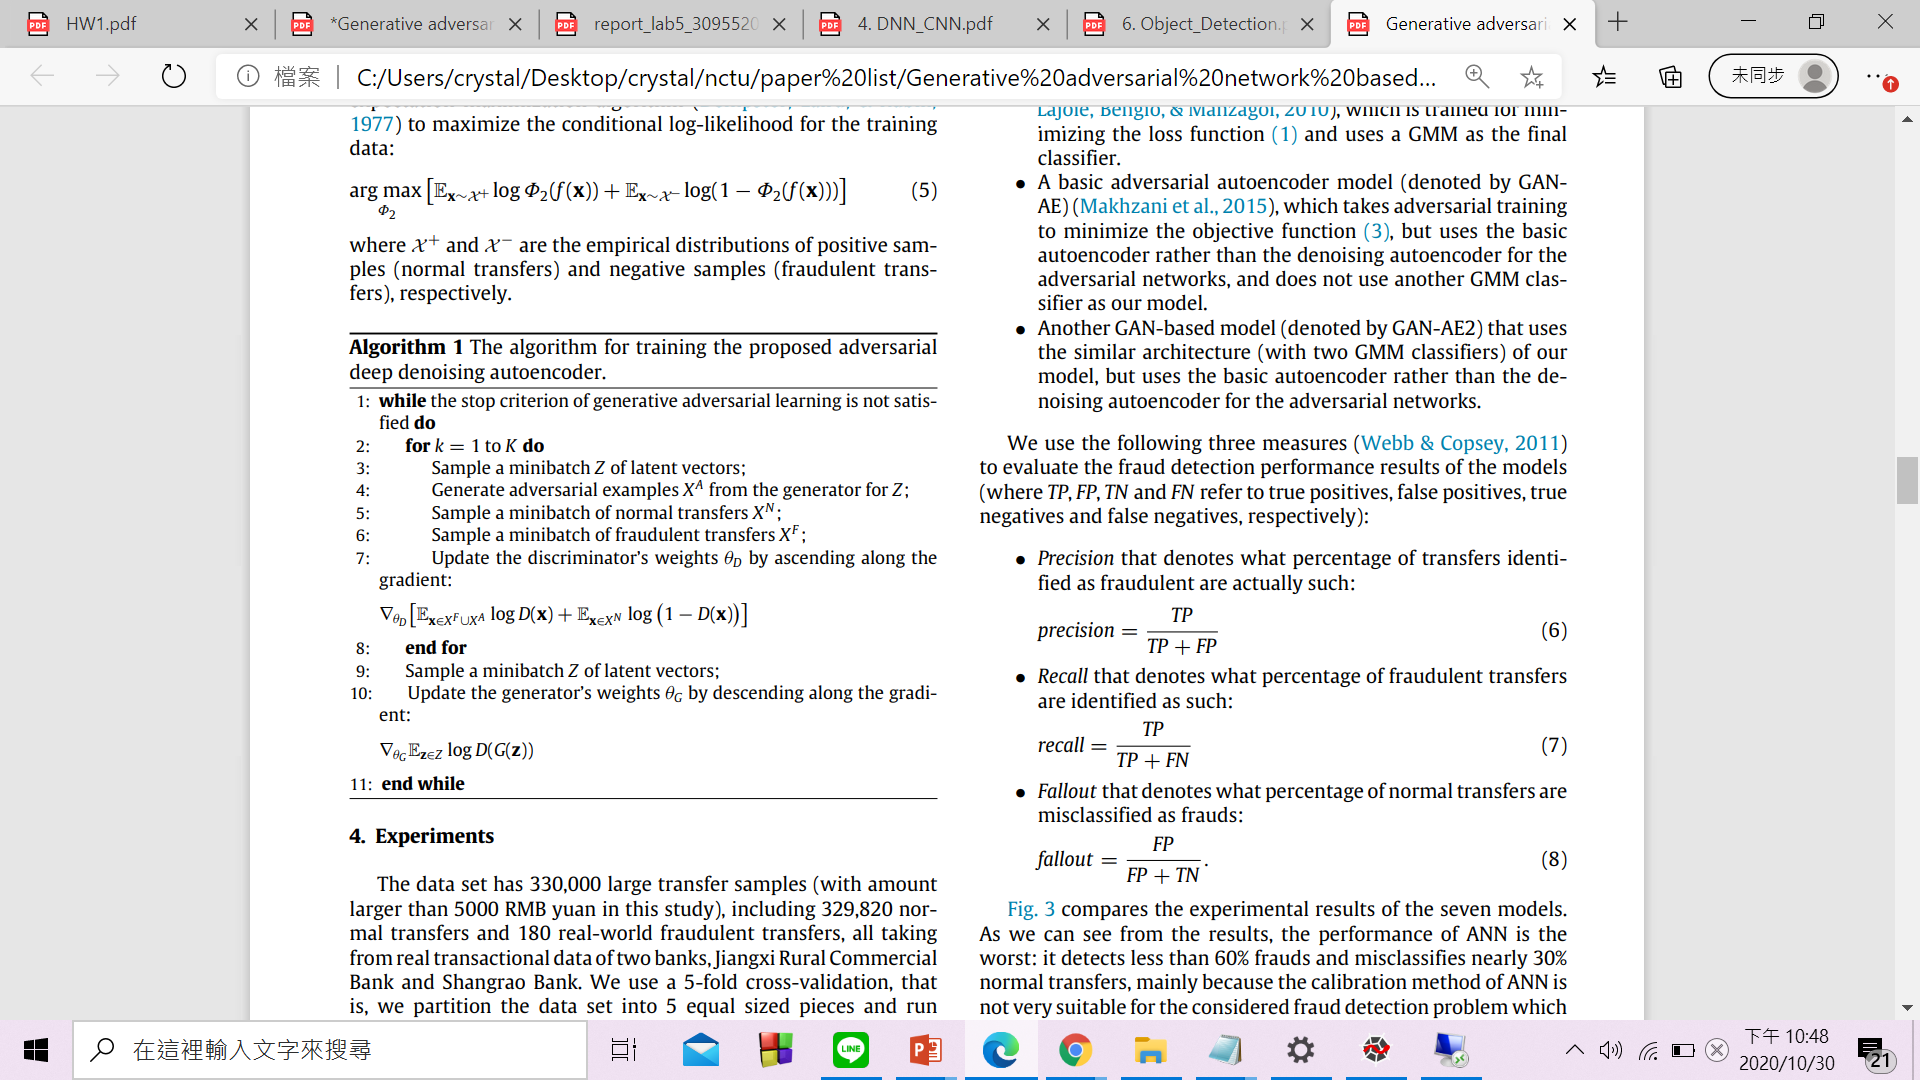 HW1.pdf
*Generative adversar
report_lab5_3095520
4. DNN_CNN.pdf
6. Object_Detection.p
Generative adversari
檔案
C:/Users/crystal/Desktop/crystal/nctu/paper%20list/Generative%20adversarial%20network%20based...
未同步
1977) to maximize the conditional log-likelihood for the training
data:
arg max [𝔼x∼𝒳+ log Φ2(f(x)) + 𝔼x∼𝒳− log(1 − Φ2(f(x)))] (5)
Φ2
where 𝒳+ and 𝒳− are the empirical distributions of positive sam-
ples (normal transfers) and negative samples (fraudulent trans-
fers), respectively.
Algorithm 1 The algorithm for training the proposed adversarial
deep denoising autoencoder.
1: while the stop criterion of generative adversarial learning is not satis-
fied do
2: for k = 1 to K do
3: Sample a minibatch Z of latent vectors;
4: Generate adversarial examples X^A from the generator for Z;
5: Sample a minibatch of normal transfers X^N;
6: Sample a minibatch of fraudulent transfers X^F;
7: Update the discriminator's weights θD by ascending along the
gradient:
∇θD [𝔼x∈X^F∪X^A log D(x) + 𝔼x∈X^N log (1 − D(x))]
8: end for
9: Sample a minibatch Z of latent vectors;
10: Update the generator's weights θG by descending along the gradi-
ent:
∇θG 𝔼z∈Z log D(G(z))
11: end while
4. Experiments
The data set has 330,000 large transfer samples (with amount
larger than 5000 RMB yuan in this study), including 329,820 nor-
mal transfers and 180 real-world fraudulent transfers, all taking
from real transactional data of two banks, Jiangxi Rural Commercial
Bank and Shangrao Bank. We use a 5-fold cross-validation, that
is, we partition the data set into 5 equal sized pieces and run
Lajoie, Bengio, & Manzagol, 2010), which is trained for min-
imizing the loss function (1) and uses a GMM as the final
classifier.
• A basic adversarial autoencoder model (denoted by GAN-
AE) (Makhzani et al., 2015), which takes adversarial training
to minimize the objective function (3), but uses the basic
autoencoder rather than the denoising autoencoder for the
adversarial networks, and does not use another GMM clas-
sifier as our model.
• Another GAN-based model (denoted by GAN-AE2) that uses
the similar architecture (with two GMM classifiers) of our
model, but uses the basic autoencoder rather than the de-
noising autoencoder for the adversarial networks.
We use the following three measures (Webb & Copsey, 2011)
to evaluate the fraud detection performance results of the models
(where TP, FP, TN and FN refer to true positives, false positives, true
negatives and false negatives, respectively):
• Precision that denotes what percentage of transfers identi-
fied as fraudulent are actually such:
precision = TP / TP + FP (6)
• Recall that denotes what percentage of fraudulent transfers
are identified as such:
recall = TP / TP + FN (7)
• Fallout that denotes what percentage of normal transfers are
misclassified as frauds:
fallout = FP / FP + TN . (8)
Fig. 3 compares the experimental results of the seven models.
As we can see from the results, the performance of ANN is the
worst: it detects less than 60% frauds and misclassifies nearly 30%
normal transfers, mainly because the calibration method of ANN is
not very suitable for the considered fraud detection problem which
在這裡輸入文字來搜尋
LINE
下午 10:48
2020/10/30
21